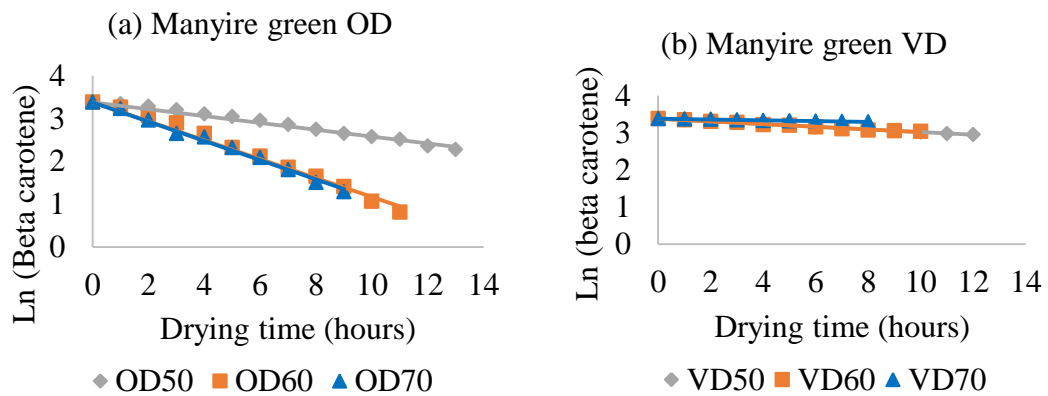 (a) Manyire green OD
Ln (Beta carotene)
4
3
2
1
0
0 2 4 6 8 10 12 14
Drying time (hours)
OD50 OD60 OD70
(b) Manyire green VD
Ln (beta carotene)
4
3
2
1
0
0 2 4 6 8 10 12 14
Drying time (hours)
VD50 VD60 VD70